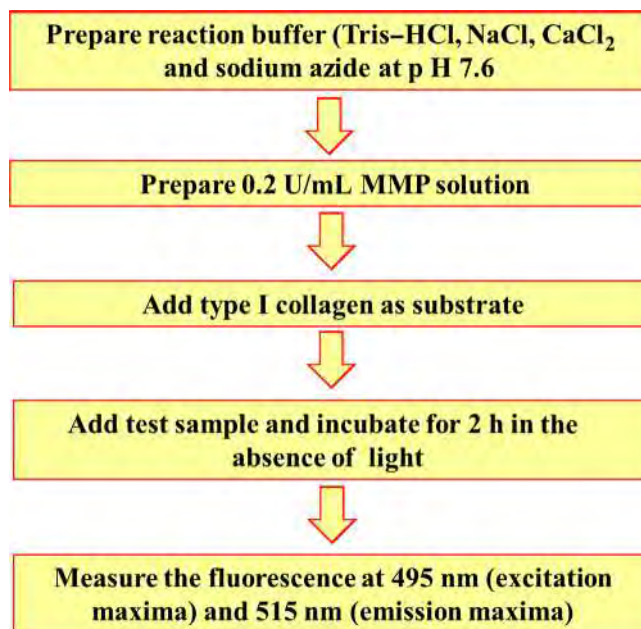 Prepare reaction buffer (Tris–HCl, NaCl, CaCl₂
and sodium azide at p H 7.6
Prepare 0.2 U/mL MMP solution
Add type I collagen as substrate
Add test sample and incubate for 2 h in the
absence of light
Measure the fluorescence at 495 nm (excitation
maxima) and 515 nm (emission maxima)